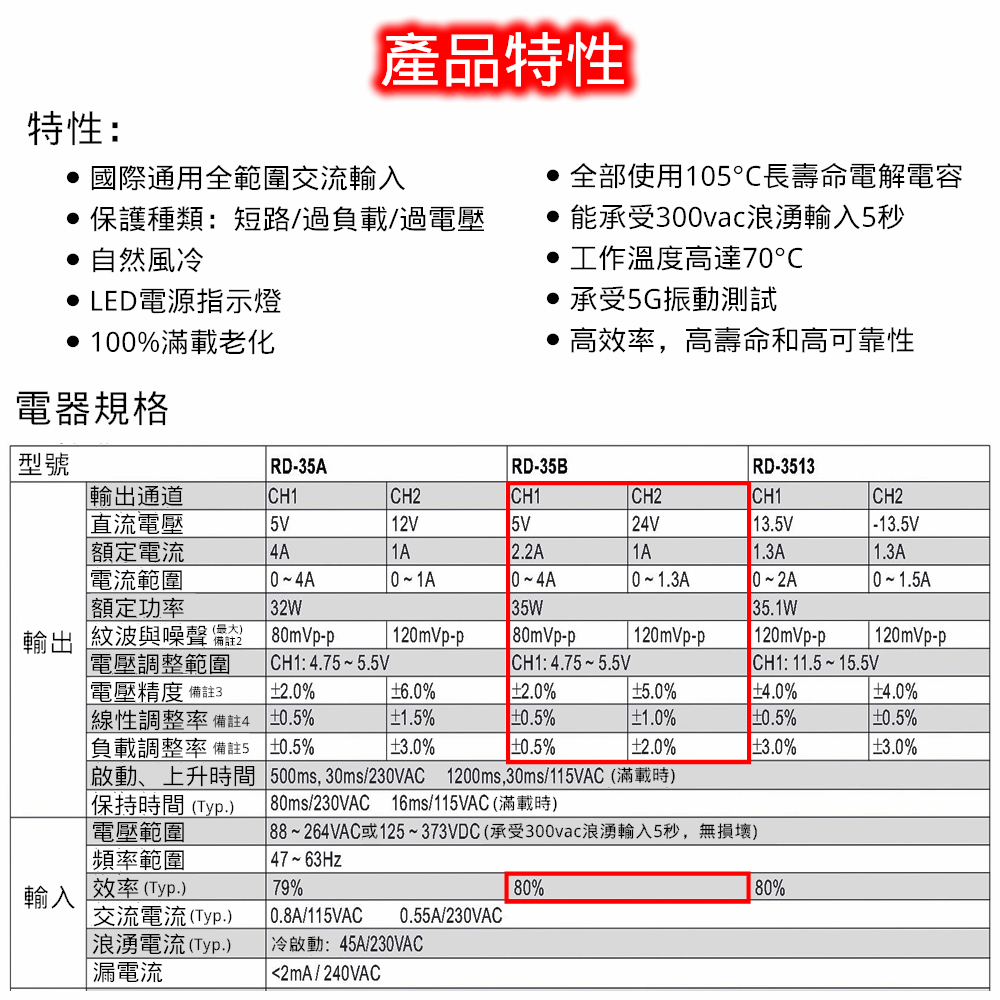 產品特性
特性:
• 國際通用全範圍交流輸入
• 保護種類: 短路/過負載/過電壓
• 自然風冷
• LED電源指示燈
• 100%滿載老化
• 全部使用105°C長壽命電解電容
• 能承受300vac浪湧輸入5秒
• 工作溫度高達70°C
• 承受5G振動測試
• 高效率，高壽命和高可靠性
電器規格
型號 RD-35A RD-35B RD-3513
輸出
輸出通道 CH1 CH2 CH1 CH2 CH1 CH2
直流電壓 5V 12V 5V 24V 13.5V -13.5V
額定電流 4A 1A 2.2A 1A 1.3A 1.3A
電流範圍 0 ~ 4A 0 ~ 1A 0 ~ 4A 0 ~ 1.3A 0 ~ 2A 0 ~ 1.5A
額定功率 32W 35W 35.1W
紋波與噪聲 (最大) 備註2 80mVp-p 120mVp-p 80mVp-p 120mVp-p 120mVp-p 120mVp-p
電壓調整範圍 CH1: 4.75 ~ 5.5V CH1: 4.75 ~ 5.5V CH1: 11.5 ~ 15.5V
電壓精度 備註3 ±2.0% ±6.0% ±2.0% ±5.0% ±4.0% ±4.0%
線性調整率 備註4 ±0.5% ±1.5% ±0.5% ±1.0% ±0.5% ±0.5%
負載調整率 備註5 ±0.5% ±3.0% ±0.5% ±2.0% ±3.0% ±3.0%
啟動、上升時間 500ms, 30ms/230VAC 1200ms,30ms/115VAC (滿載時)
保持時間 (Typ.) 80ms/230VAC 16ms/115VAC (滿載時)
輸入
電壓範圍 88 ~ 264VAC或125 ~ 373VDC (承受300vac浪湧輸入5秒，無損壞)
頻率範圍 47 ~ 63Hz
效率 (Typ.) 79% 80% 80%
交流電流 (Typ.) 0.8A/115VAC 0.55A/230VAC
浪湧電流 (Typ.) 冷啟動: 45A/230VAC
漏電流 <2mA / 240VAC